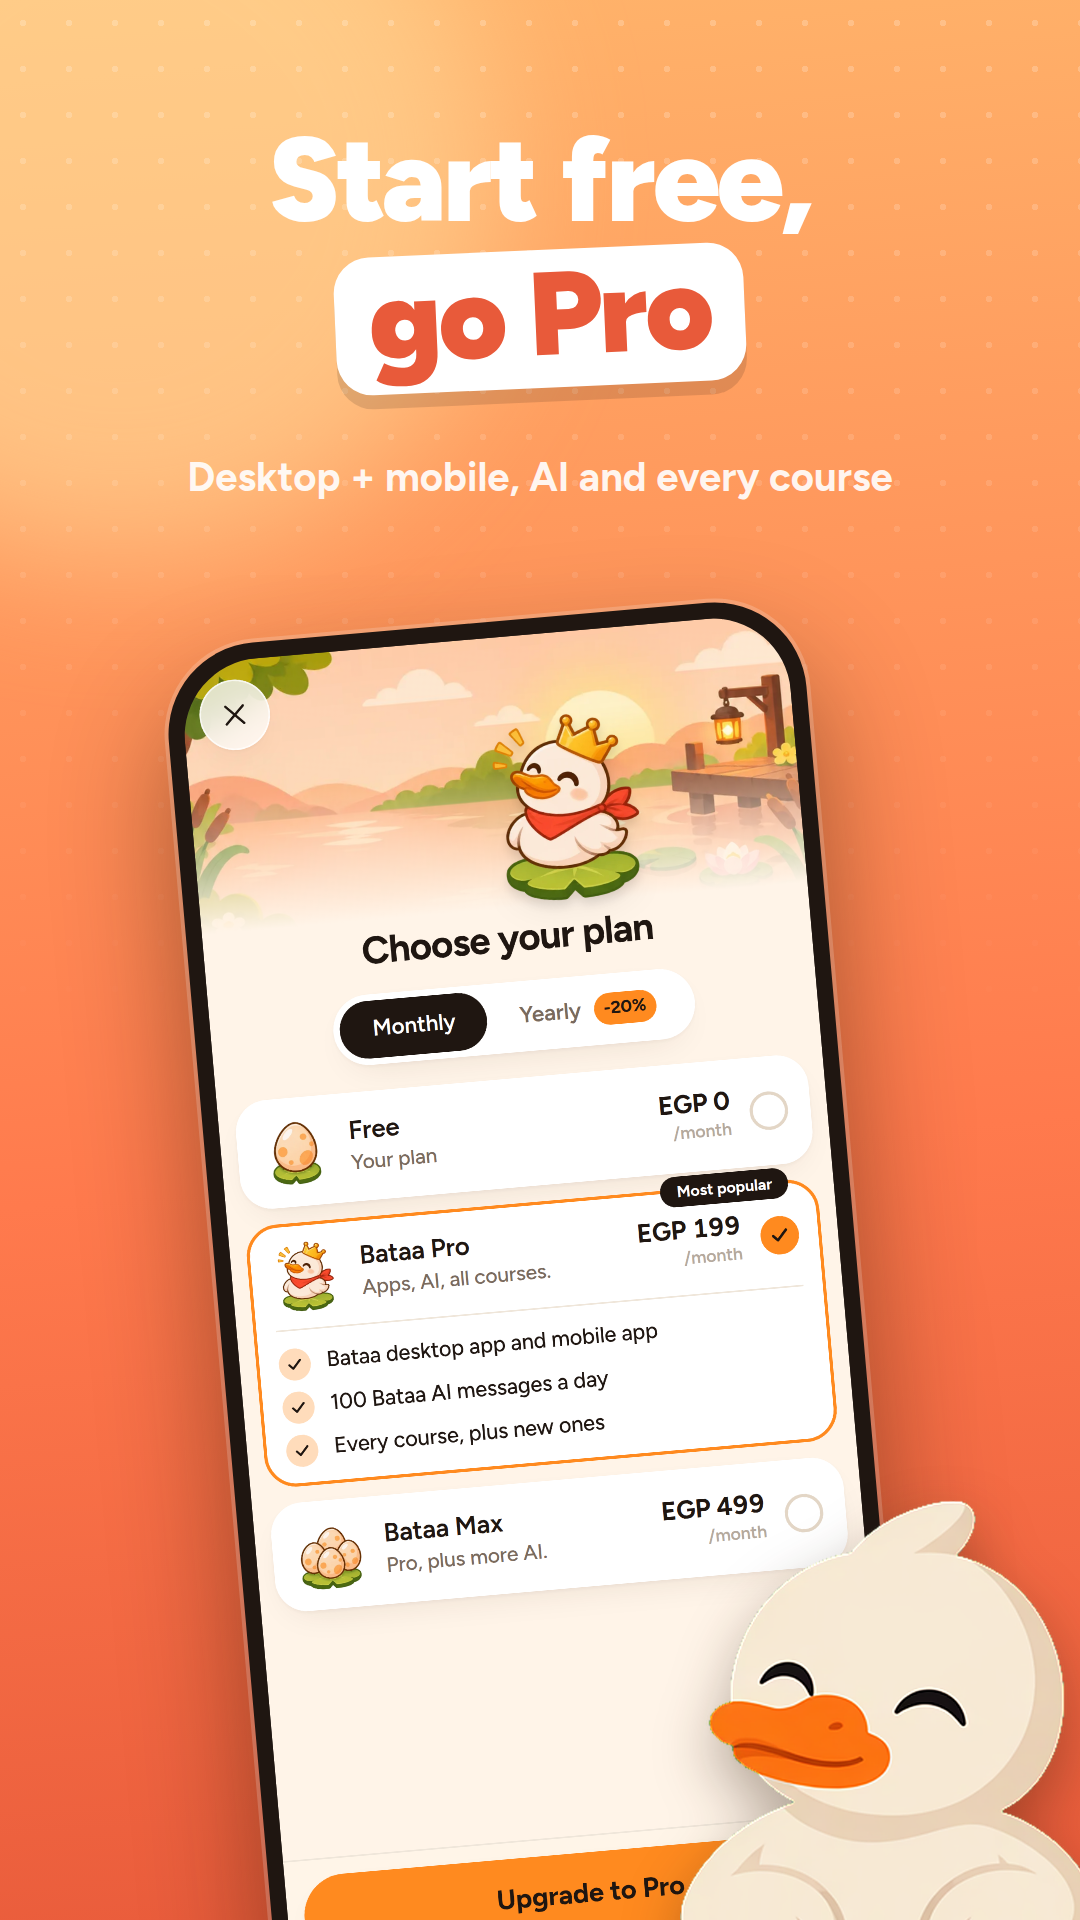 Start free,
go Pro
Desktop + mobile, AI and every course
Choose your plan
Monthly
Yearly -20%
Free
Your plan
EGP 0
/month
Most popular
Bataa Pro
Apps, AI, all courses.
EGP 199
/month
Bataa desktop app and mobile app
100 Bataa AI messages a day
Every course, plus new ones
Bataa Max
Pro, plus more AI.
EGP 499
/month
Upgrade to Pro